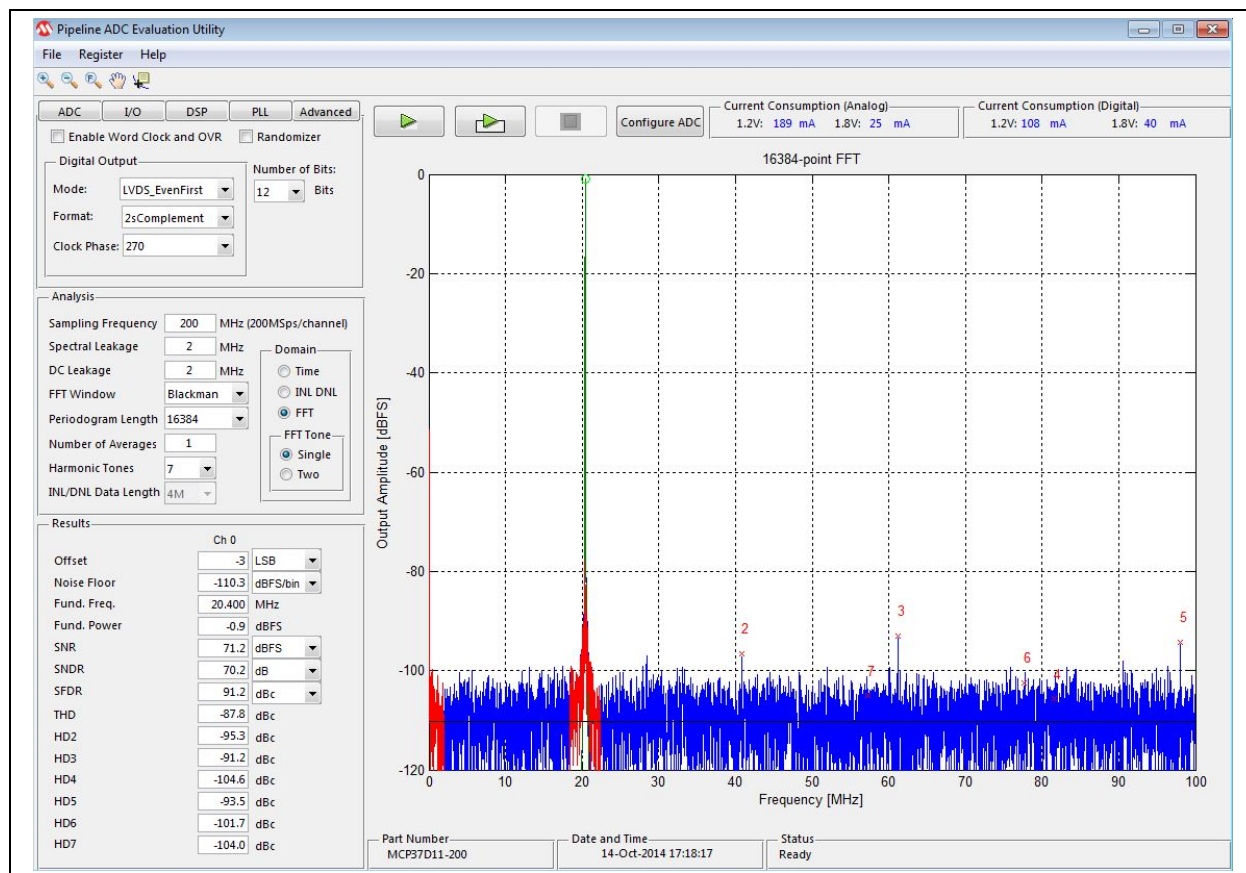 Pipeline ADC Evaluation Utility
File Register Help
ADC I/O DSP PLL Advanced
Enable Word Clock and OVR Randomizer
Digital Output
Number of Bits:
Mode: LVDS_EvenFirst
12 Bits
Format: 2sComplement
Clock Phase: 270
Configure ADC
Current Consumption (Analog)
1.2V: 189 mA 1.8V: 25 mA
Current Consumption (Digital)
1.2V: 108 mA 1.8V: 40 mA
Analysis
Sampling Frequency 200 MHz (200MSps/channel)
Spectral Leakage 2 MHz
DC Leakage 2 MHz
FFT Window Blackman
Periodogram Length 16384
Number of Averages 1
Harmonic Tones 7
INL/DNL Data Length 4M
Domain
Time
INL DNL
FFT
FFT Tone
Single
Two
Results
Ch 0
Offset -3 LSB
Noise Floor -110.3 dBFS/bin
Fund. Freq. 20.400 MHz
Fund. Power -0.9 dBFS
SNR 71.2 dBFS
SNDR 70.2 dB
SFDR 91.2 dBc
THD -87.8 dBc
HD2 -95.3 dBc
HD3 -91.2 dBc
HD4 -104.6 dBc
HD5 -93.5 dBc
HD6 -101.7 dBc
HD7 -104.0 dBc
16384-point FFT
Output Amplitude [dBFS]
0
-20
-40
-60
-80
-100
-120
2
7
3
6
4
5
0 10 20 30 40 50 60 70 80 90 100
Frequency [MHz]
Part Number
MCP37D11-200
Date and Time
14-Oct-2014 17:18:17
Status
Ready